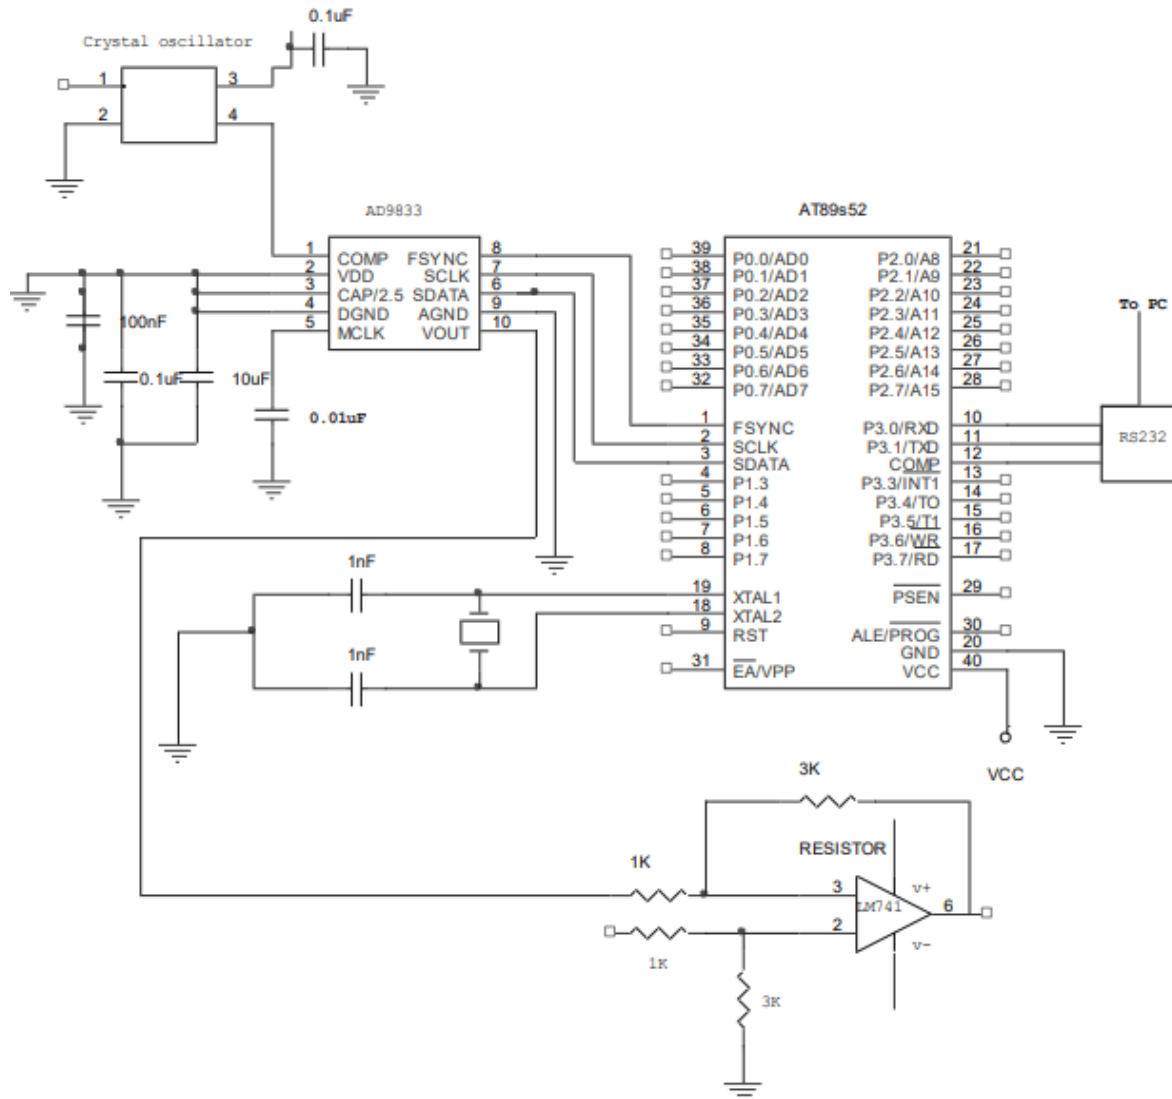 0.1uF
Crystal oscillator
1
3
2
4
AD9833
1 COMP FSYNC 8
2 VDD SCLK 7
3 CAP/2.5 SDATA 6
4 DGND AGND 9
5 MCLK VOUT 10
100nF
0.1uF
10uF
0.01uF
AT89s52
39 P0.0/AD0 P2.0/A8 21
38 P0.1/AD1 P2.1/A9 22
37 P0.2/AD2 P2.2/A10 23
36 P0.3/AD3 P2.3/A11 24
35 P0.4/AD4 P2.4/A12 25
34 P0.5/AD5 P2.5/A13 26
33 P0.6/AD6 P2.6/A14 27
32 P0.7/AD7 P2.7/A15 28
1 FSYNC P3.0/RXD 10
2 SCLK P3.1/TXD 11
3 SDATA COMP 12
4 P1.3 P3.3/INT1 13
5 P1.4 P3.4/TO 14
6 P1.5 P3.5/T1 15
7 P1.6 P3.6/WR 16
8 P1.7 P3.7/RD 17
19 XTAL1 PSEN 29
18 XTAL2
9 RST ALE/PROG 30
GND 20
31 EA/VPP VCC 40
To PC
RS232
1nF
1nF
VCC
3K
RESISTOR
1K
3
LM741
v+
6
2
v-
1K
3K